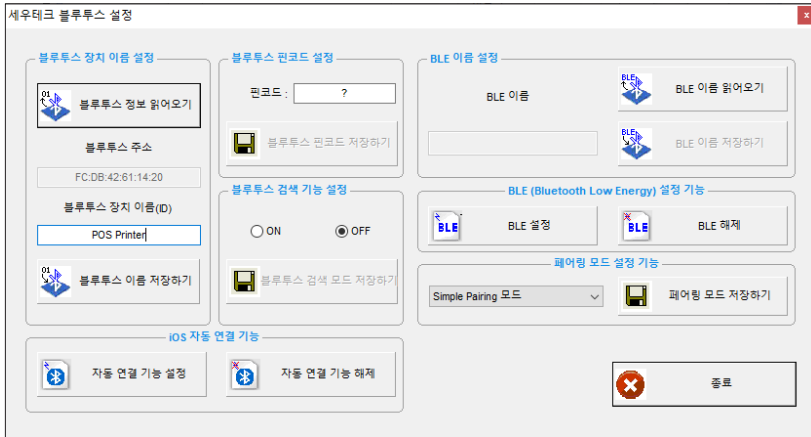 세우테크 블루투스 설정
x
블루투스 장치 이름 설정
01
블루투스 정보 읽어오기
블루투스 주소
FC:DB:42:61:14:20
블루투스 장치 이름(ID)
POS Printer
01
블루투스 이름 저장하기
블루투스 핀코드 설정
핀코드 :
?
블루투스 핀코드 저장하기
블루투스 검색 기능 설정
ON
OFF
블루투스 검색 모드 저장하기
BLE 이름 설정
BLE 이름
BLE
BLE 이름 읽어오기
BLE
BLE 이름 저장하기
BLE (Bluetooth Low Energy) 설정 기능
BLE
BLE 설정
BLE
BLE 해제
페어링 모드 설정 기능
Simple Pairing 모드
페어링 모드 저장하기
iOS 자동 연결 기능
자동 연결 기능 설정
자동 연결 기능 해제
종료